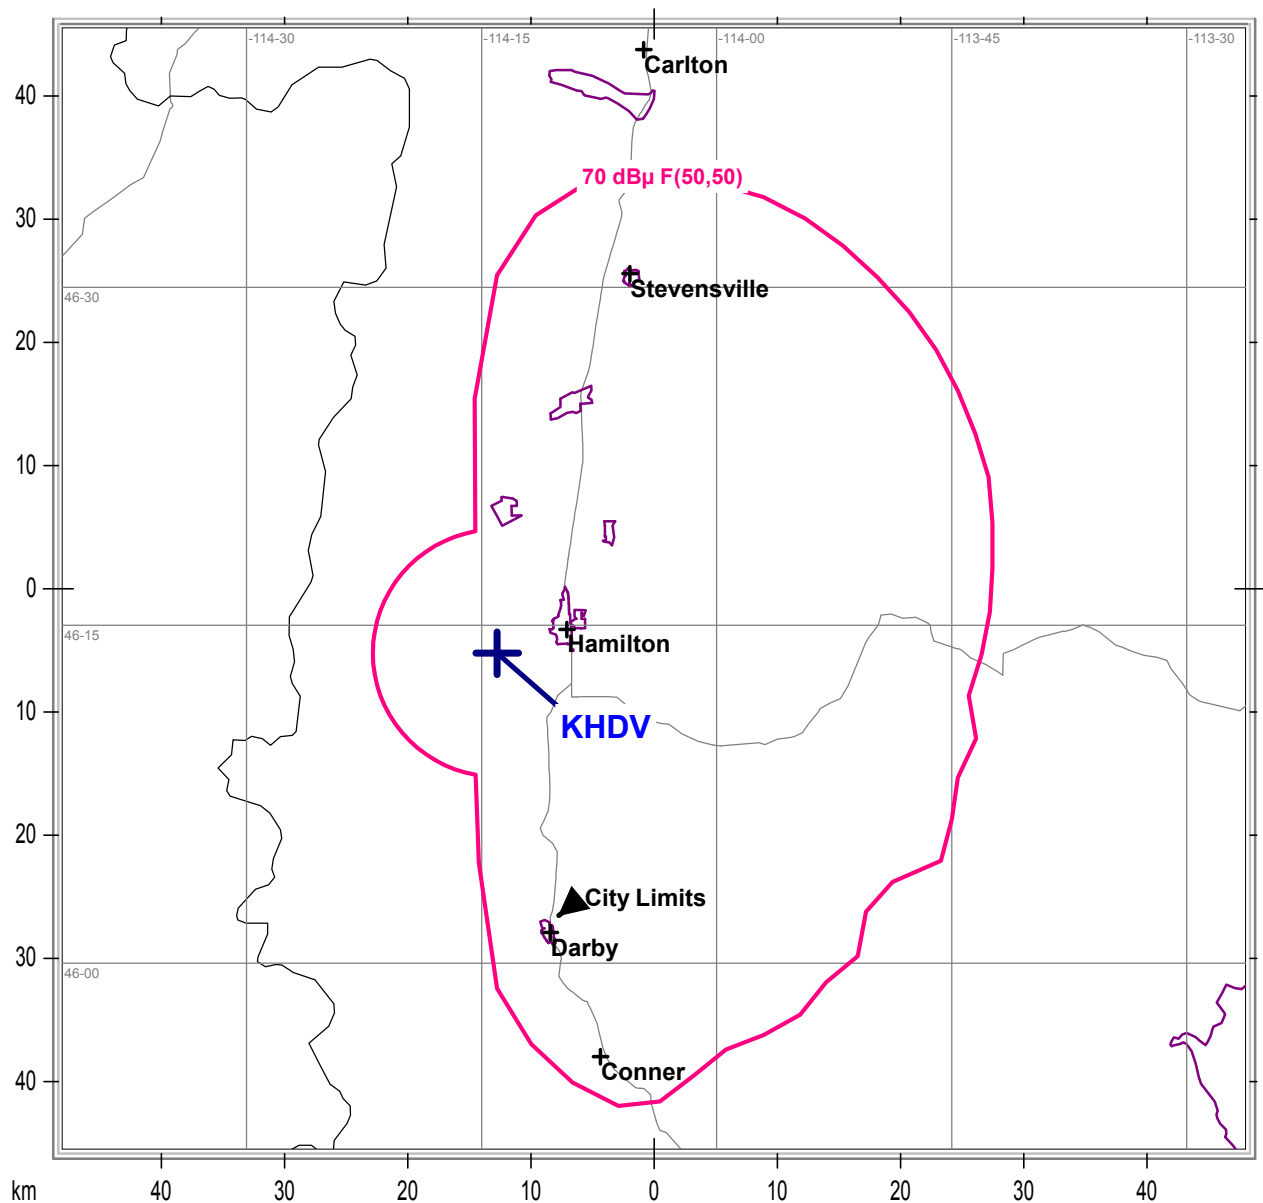 -114-30
-114-15
-114-00
-113-45
-113-30
Carlton
40
70 dBµ F(50,50)
30
Stevensville
46-30
20
10
0
46-15
Hamilton
KHDV
10
20
City Limits
Darby
30
46-00
Conner
40
km 40 30 20 10 0 10 20 30 40